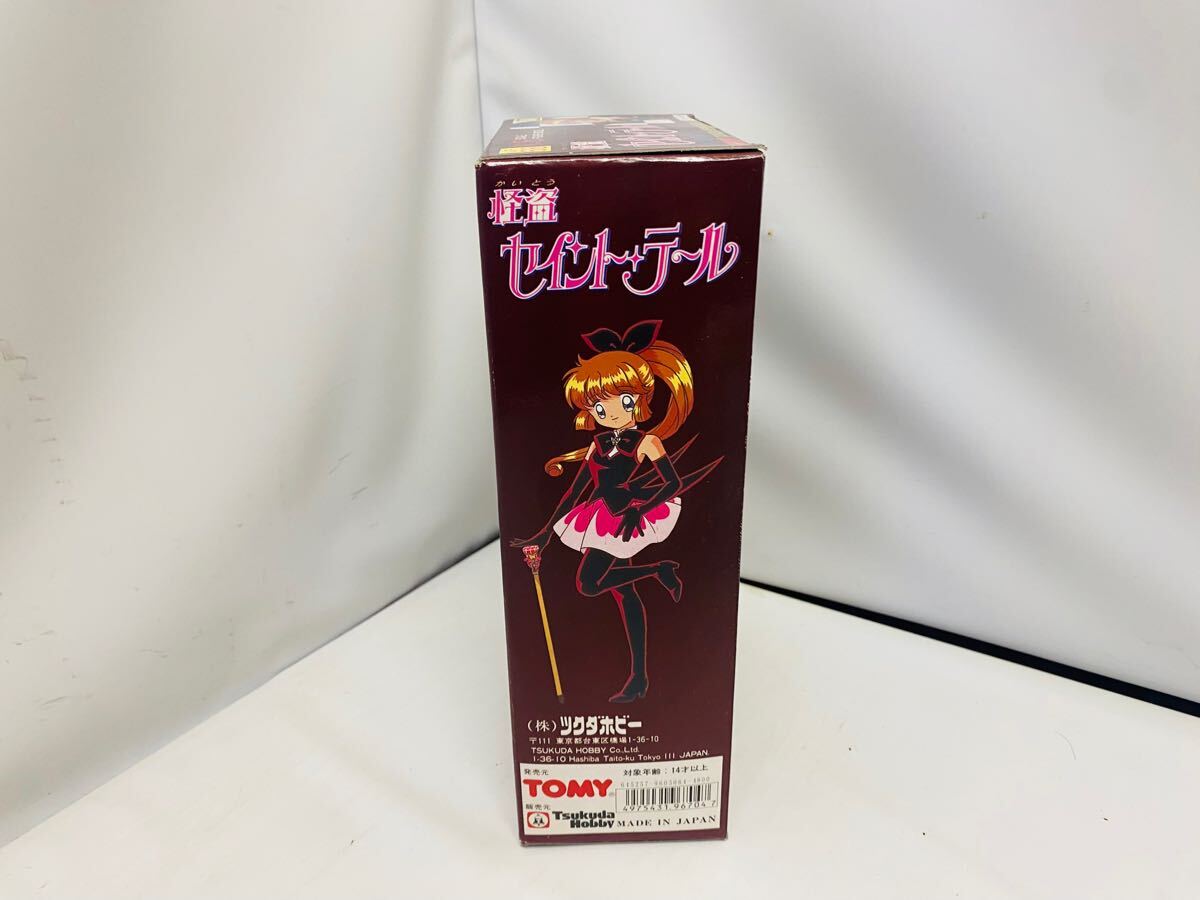 かいとう
怪盗
セイント・テール
(株)ツクダホビー
〒111 東京都台東区橋場1-36-10
TSUKUDA HOBBY Co.,Ltd.
1-36-10 Hashiba Taito-ku Tokyo 111 JAPAN.
発売元
対象年齢:14才以上
TOMY
4975431 96704 7
販売元
Tsukuda
Hobby
MADE IN JAPAN